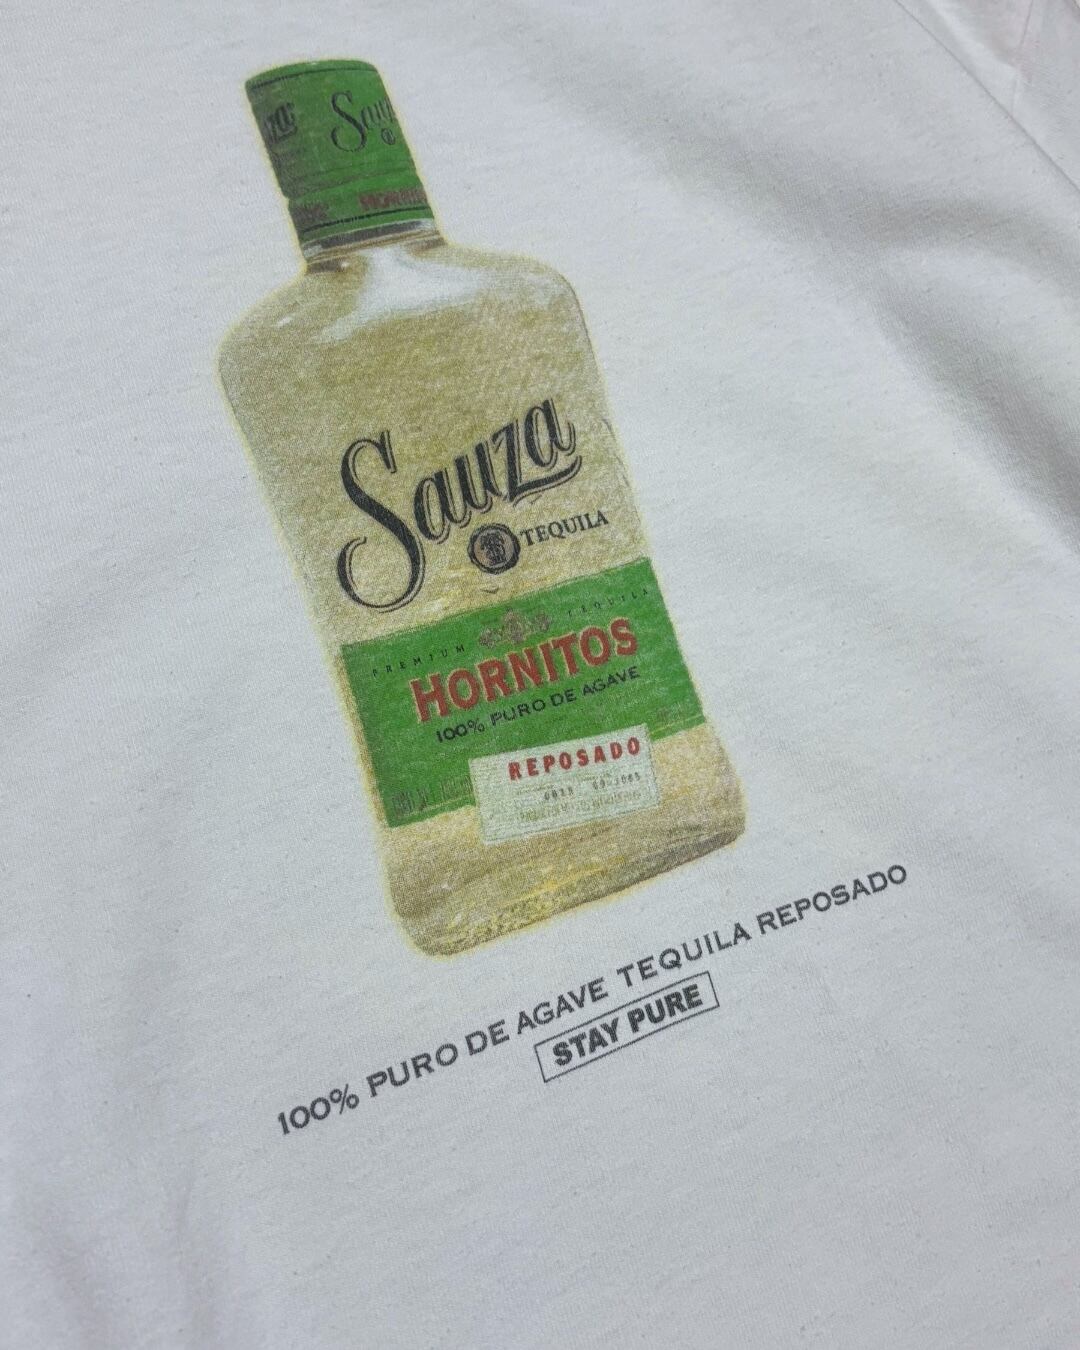 Sauza
HORNITOS
Sauza
TEQUILA
PREMIUM TEQUILA
HORNITOS
100% PURO DE AGAVE
REPOSADO
100% PURO DE AGAVE TEQUILA REPOSADO
STAY PURE